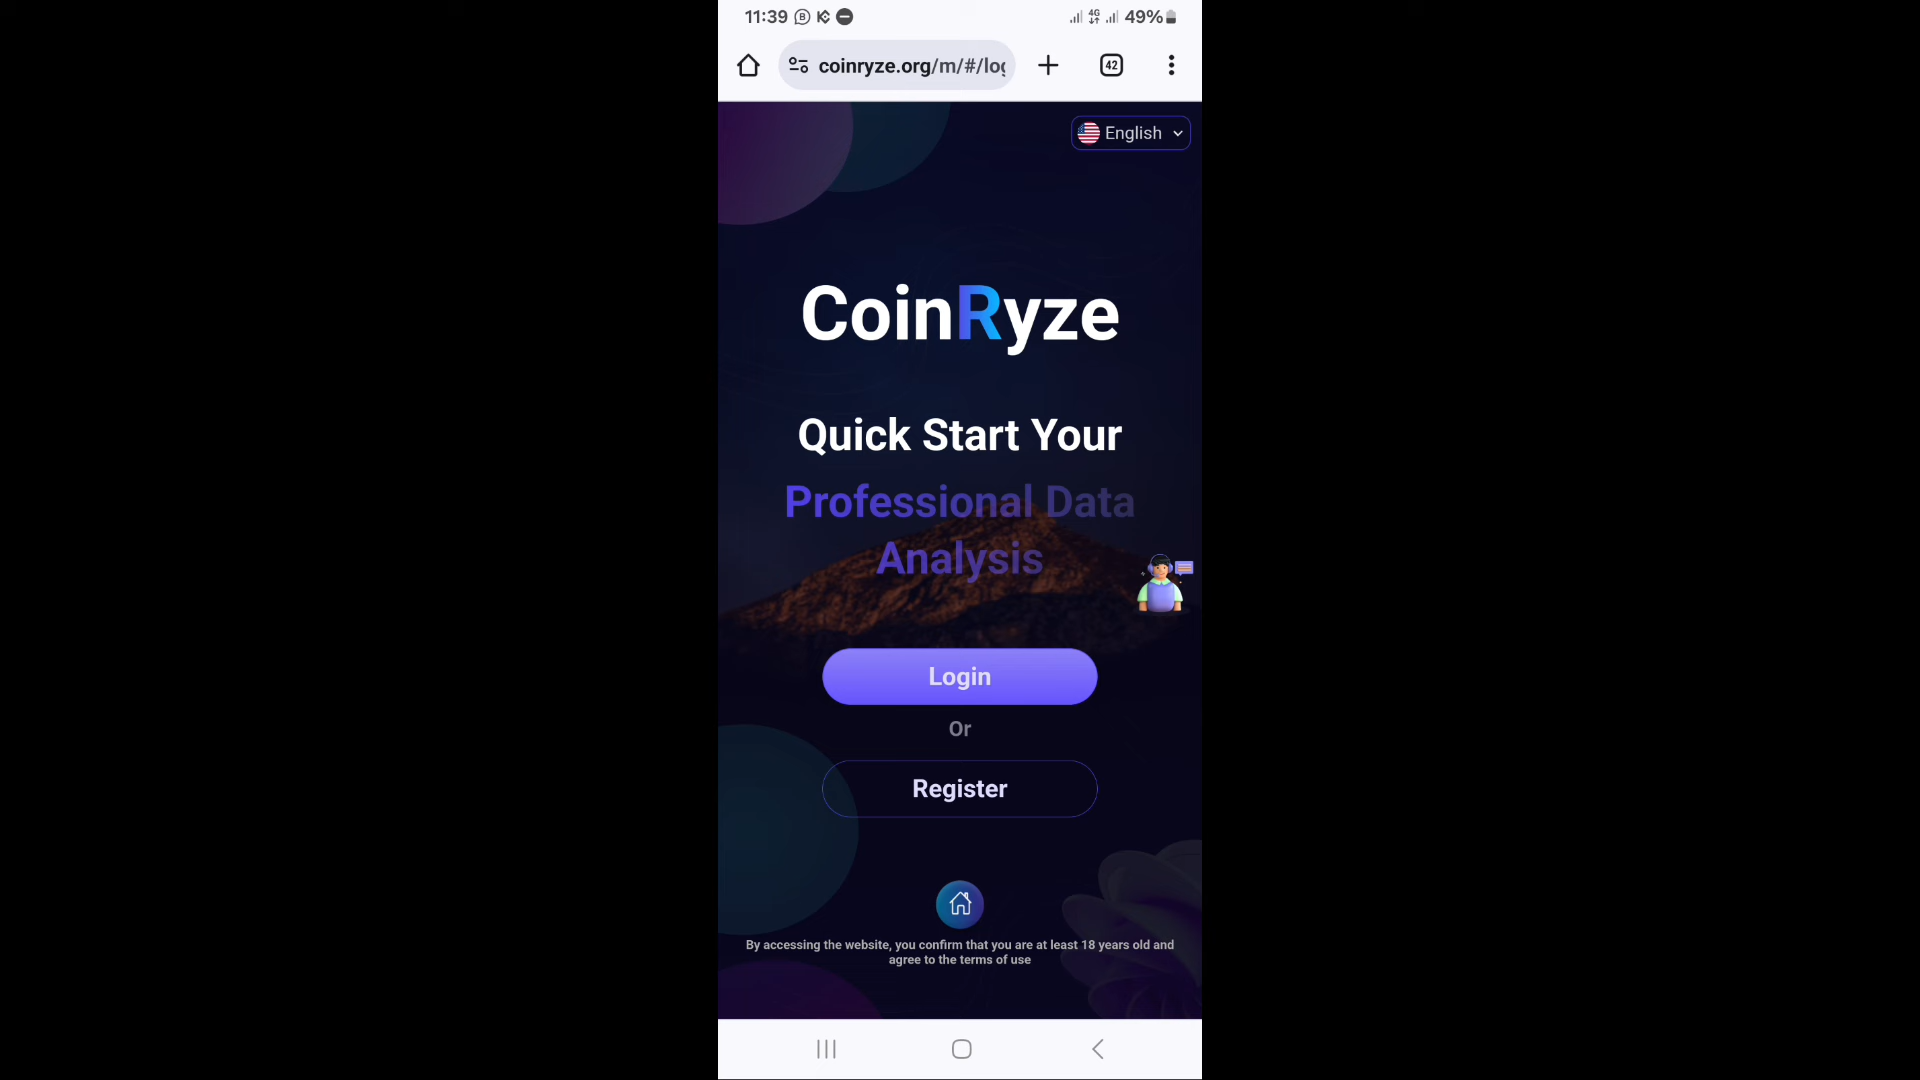 11:39 49%
4G
coinryze.org/m/#/log
42
English
CoinRyze
Quick Start Your
Professional Data
Analysis
Login
Or
Register
By accessing the website, you confirm that you are at least 18 years old and
agree to the terms of use